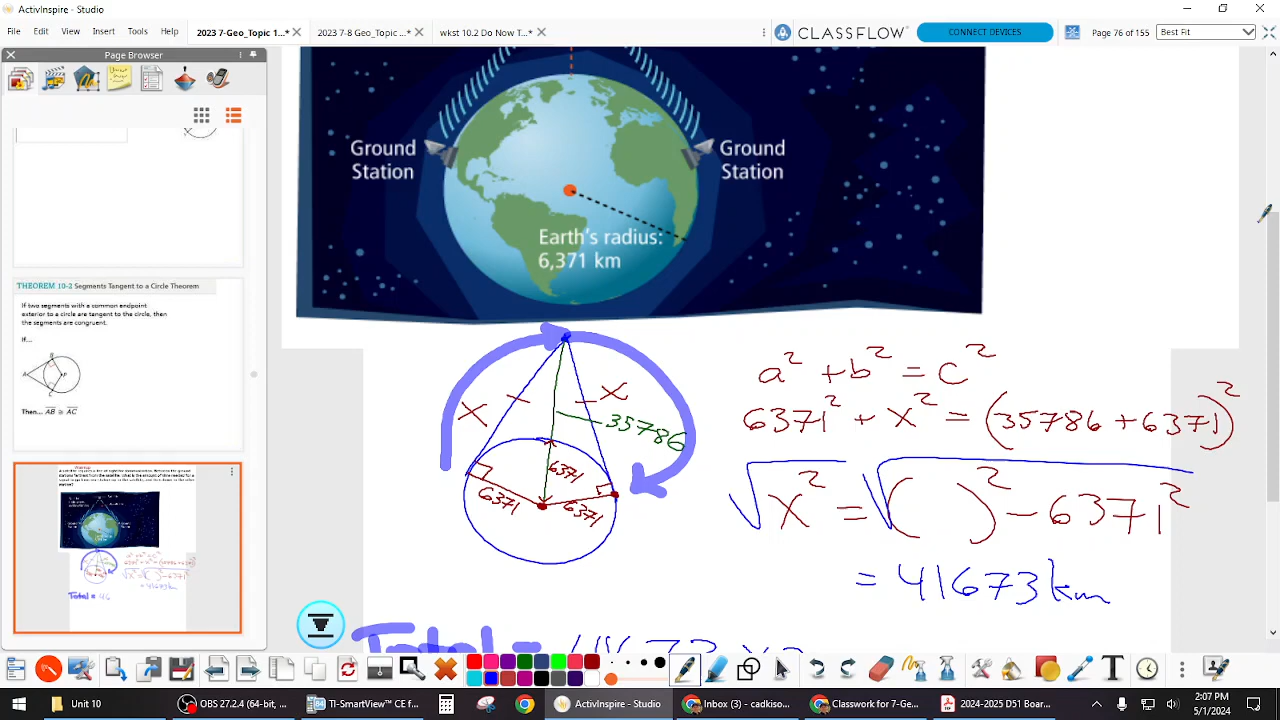 ActivInspire - Studio
2023 7-Geo_Topic 1...*
2023 7-8 Geo_Topic ...*
wkst 10.2 Do Now T...*
File Edit View Insert Tools Help
CLASSFLOW
CONNECT DEVICES
Page 76 of 155
Best Fit
Page Browser
THEOREM 10-2 Segments Tangent to a Circle Theorem
If two segments with a common endpoint
exterior to a circle are tangent to the circle, then
the segments are congruent.
If...
B
A
P
C
Then... AB ≅ AC
Total = 416
Ground
Station
Ground
Station
Earth's radius:
6,371 km
X
X
35786
6371
6371
6371
a² + b² = c²
6371² + x² = (35786 + 6371)²
√x² = √( )² - 6371²
= 41673 km
Total = 41673 x 2
Unit 10
OBS 27.2.4 (64-bit, ...
TI-SmartView™ CE F...
ActivInspire - Studio
Inbox (3) - cadkiso...
Classwork for 7-Ge...
2024-2025 D51 Boar...
2:07 PM
5/1/2024